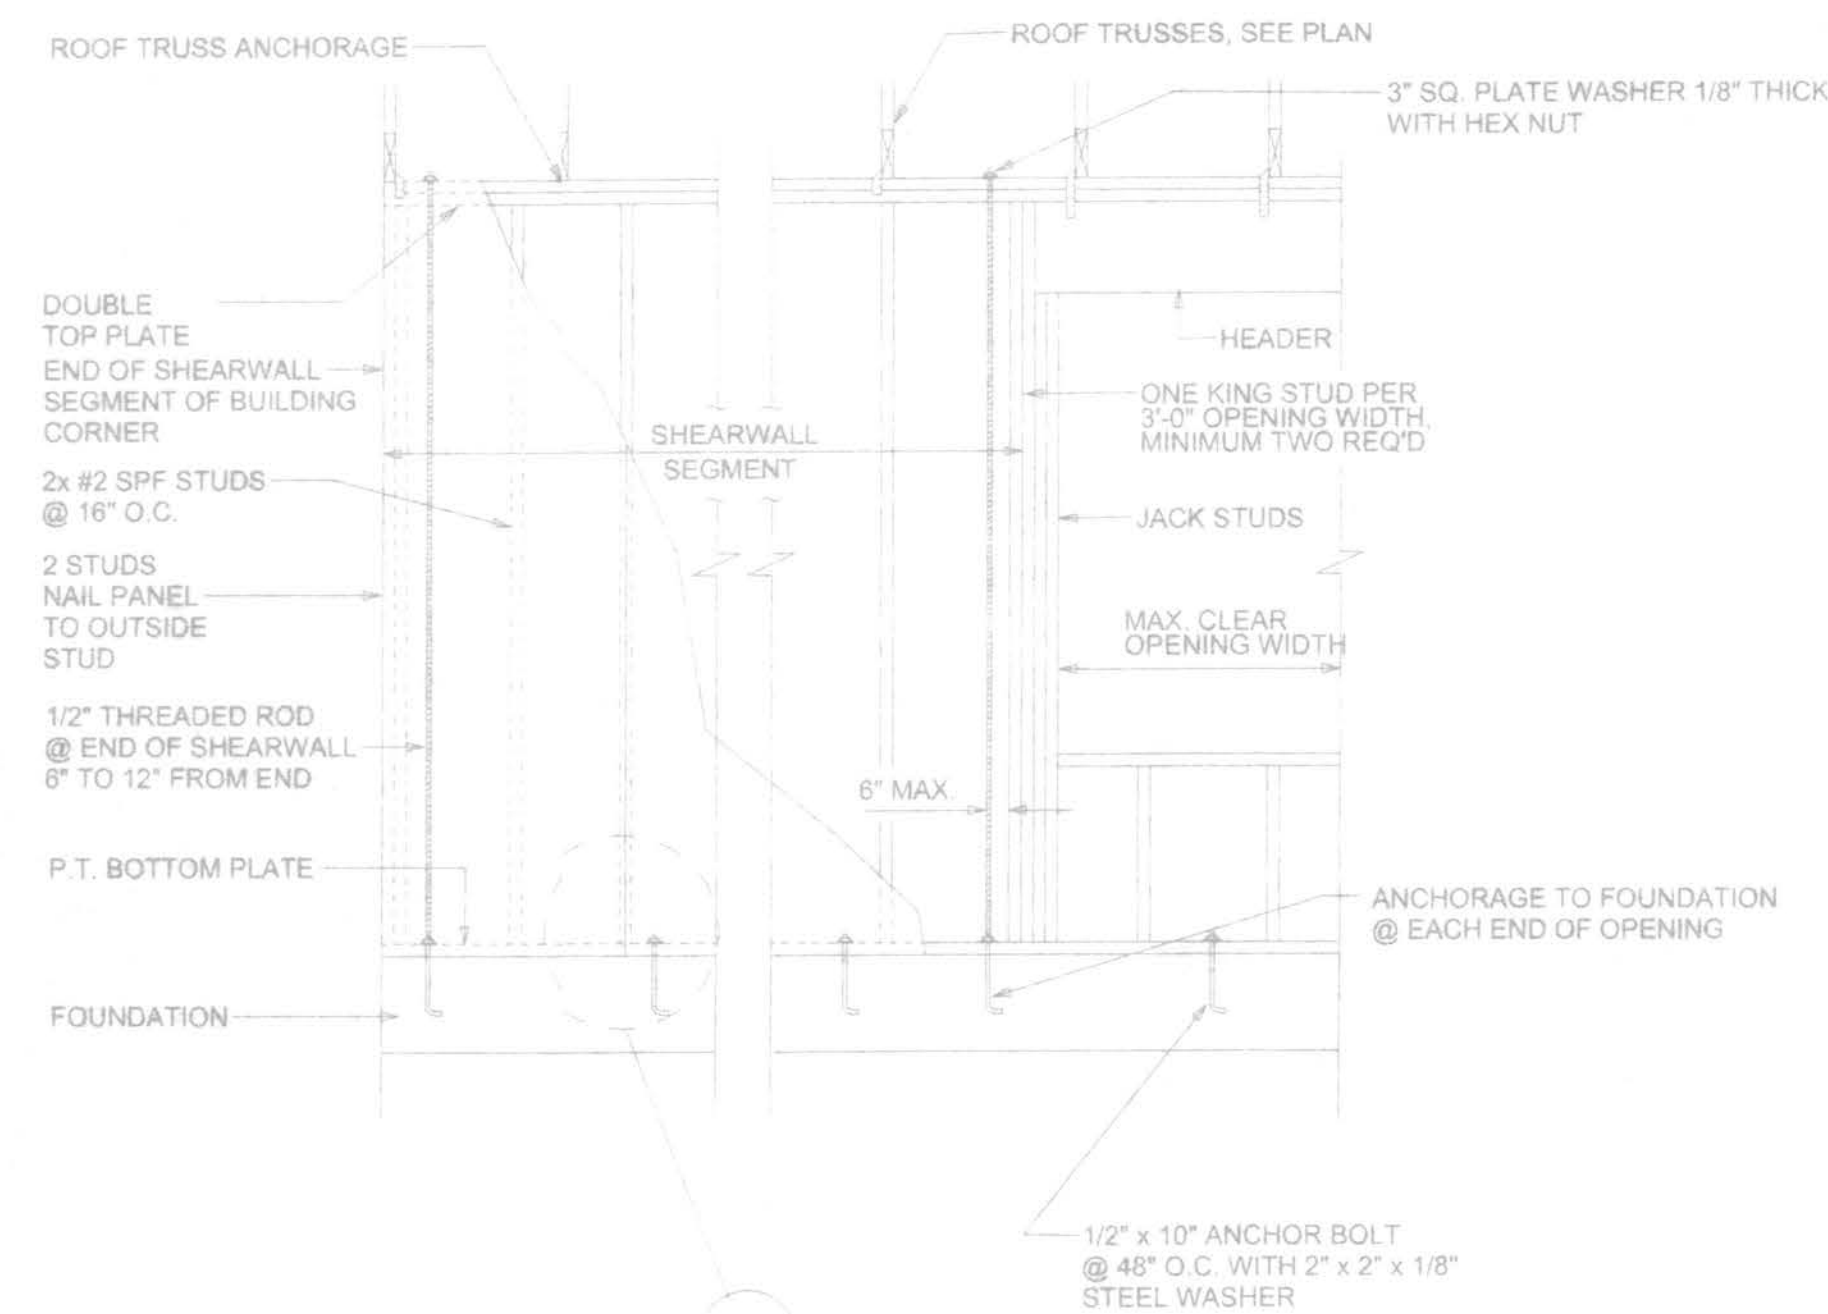 ROOF TRUSS ANCHORAGE
ROOF TRUSSES, SEE PLAN
3" SQ. PLATE WASHER 1/8" THICK
WITH HEX NUT
DOUBLE
TOP PLATE
END OF SHEARWALL
SEGMENT OF BUILDING
CORNER
2x #2 SPF STUDS
@ 16" O.C.
2 STUDS
NAIL PANEL
TO OUTSIDE
STUD
1/2" THREADED ROD
@ END OF SHEARWALL
6" TO 12" FROM END
P.T. BOTTOM PLATE
FOUNDATION
SHEARWALL
SEGMENT
6" MAX.
HEADER
ONE KING STUD PER
3'-0" OPENING WIDTH,
MINIMUM TWO REQ'D
JACK STUDS
MAX. CLEAR
OPENING WIDTH
ANCHORAGE TO FOUNDATION
@ EACH END OF OPENING
1/2" x 10" ANCHOR BOLT
@ 48" O.C. WITH 2" x 2" x 1/8"
STEEL WASHER